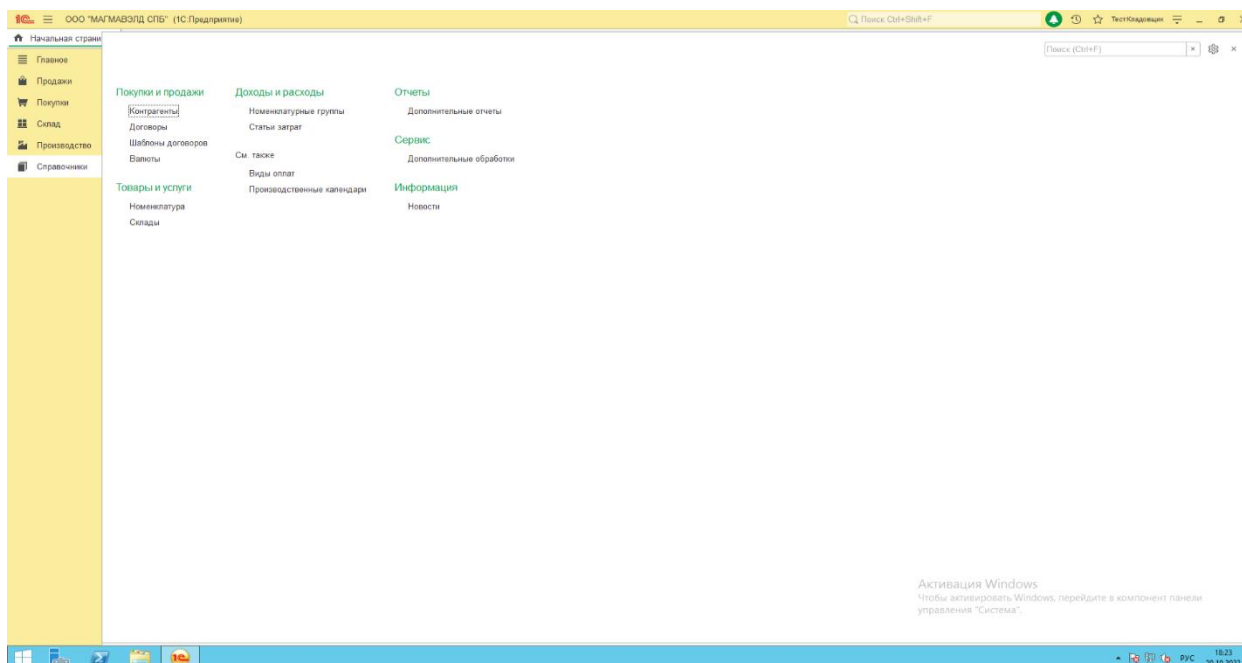 1С ООО "МАГМАВЭЛД СПБ" (1С:Предприятие) Поиск Ctrl+Shift+F ТестКладовщик
Начальная страни
Поиск (Ctrl+F)
Главное
Продажи
Покупки
Склад
Производство
Справочники
Покупки и продажи
Контрагенты
Договоры
Шаблоны договоров
Валюты
Товары и услуги
Номенклатура
Склады
Доходы и расходы
Номенклатурные группы
Статьи затрат
См. также
Виды оплат
Производственные календари
Отчеты
Дополнительные отчеты
Сервис
Дополнительные обработки
Информация
Новости
Активация Windows
Чтобы активировать Windows, перейдите в компонент панели
управления "Система".
1С РУС 18:23